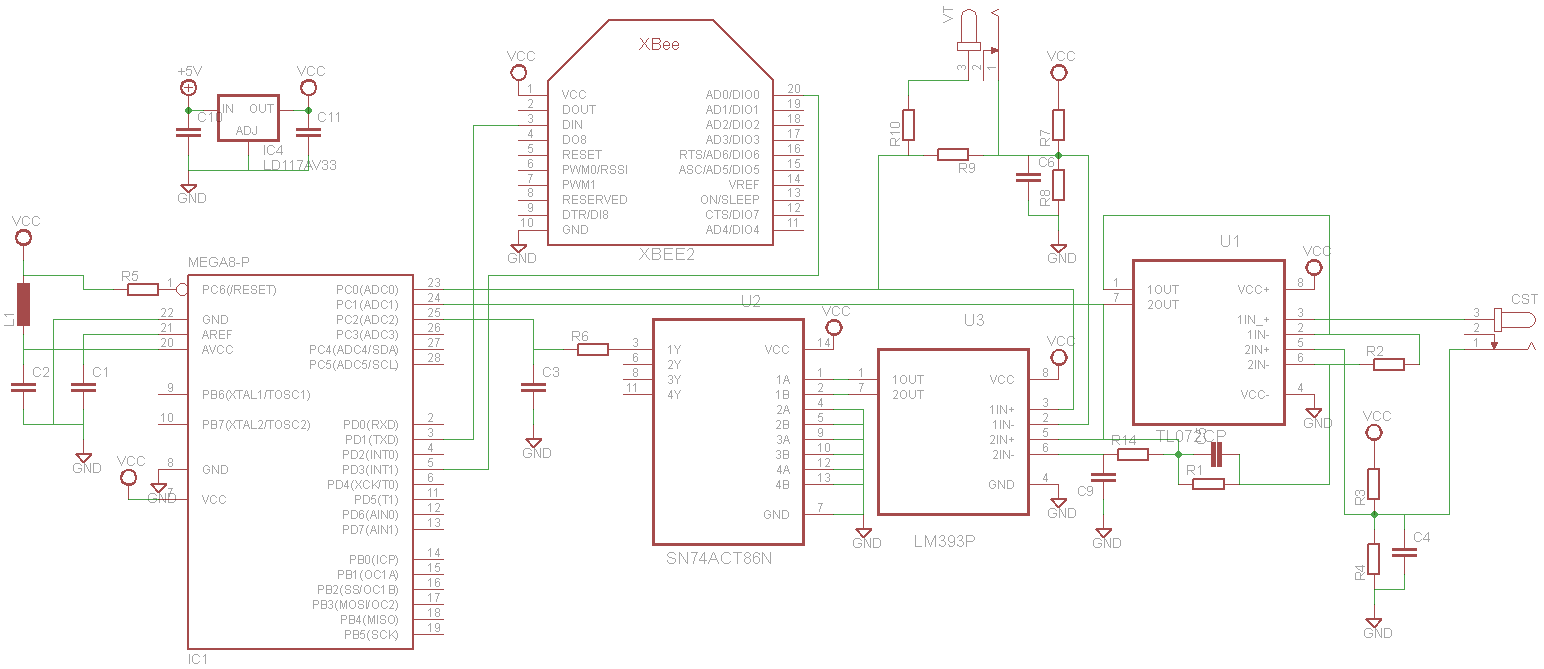 +5V
VCC
IN OUT
ADJ
C10
C11
IC4
LD117AV33
GND
XBee
VCC
1 VCC
2 DOUT
3 DIN
4 DO8
5 RESET
6 PWM0/RSSI
7 PWM1
8 RESERVED
9 DTR/DI8
10 GND
AD0/DIO0 20
AD1/DIO1 19
AD2/DIO2 18
AD3/DIO3 17
RTS/AD6/DIO6 16
ASC/AD5/DIO5 15
VREF 14
ON/SLEEP 13
CTS/DIO7 12
AD4/DIO4 11
GND
XBEE2
VT
3
2
1
VCC
R10
R9
R7
C6
R8
GND
VCC
L1
R5
C2
C1
GND
MEGA8-P
1 PC6(/RESET)
22 GND
21 AREF
20 AVCC
9 PB6(XTAL1/TOSC1)
10 PB7(XTAL2/TOSC2)
8 GND
7 VCC
VCC
GND
PC0(ADC0) 23
PC1(ADC1) 24
PC2(ADC2) 25
PC3(ADC3) 26
PC4(ADC4/SDA) 27
PC5(ADC5/SCL) 28
PD0(RXD) 2
PD1(TXD) 3
PD2(INT0) 4
PD3(INT1) 5
PD4(XCK/T0) 6
PD5(T1) 11
PD6(AIN0) 12
PD7(AIN1) 13
PB0(ICP) 14
PB1(OC1A) 15
PB2(SS/OC1B) 16
PB3(MOSI/OC2) 17
PB4(MISO) 18
PB5(SCK) 19
IC1
C3
GND
R6
U2
3 1Y
6 2Y
8 3Y
11 4Y
VCC
VCC 14
1A 1
1B 2
2A 4
2B 5
3A 9
3B 10
4A 12
4B 13
GND 7
GND
SN74ACT86N
U3
1 1OUT
7 2OUT
VCC
VCC 8
1IN+ 3
1IN- 2
2IN+ 5
2IN- 6
GND 4
GND
LM393P
R14
C9
GND
R1
U1
1 1OUT
7 2OUT
VCC
VCC+ 8
1IN_+ 3
1IN- 2
2IN+ 5
2IN- 6
VCC- 4
GND
CST
3
2
1
R2
VCC
R3
R4
C4
GND